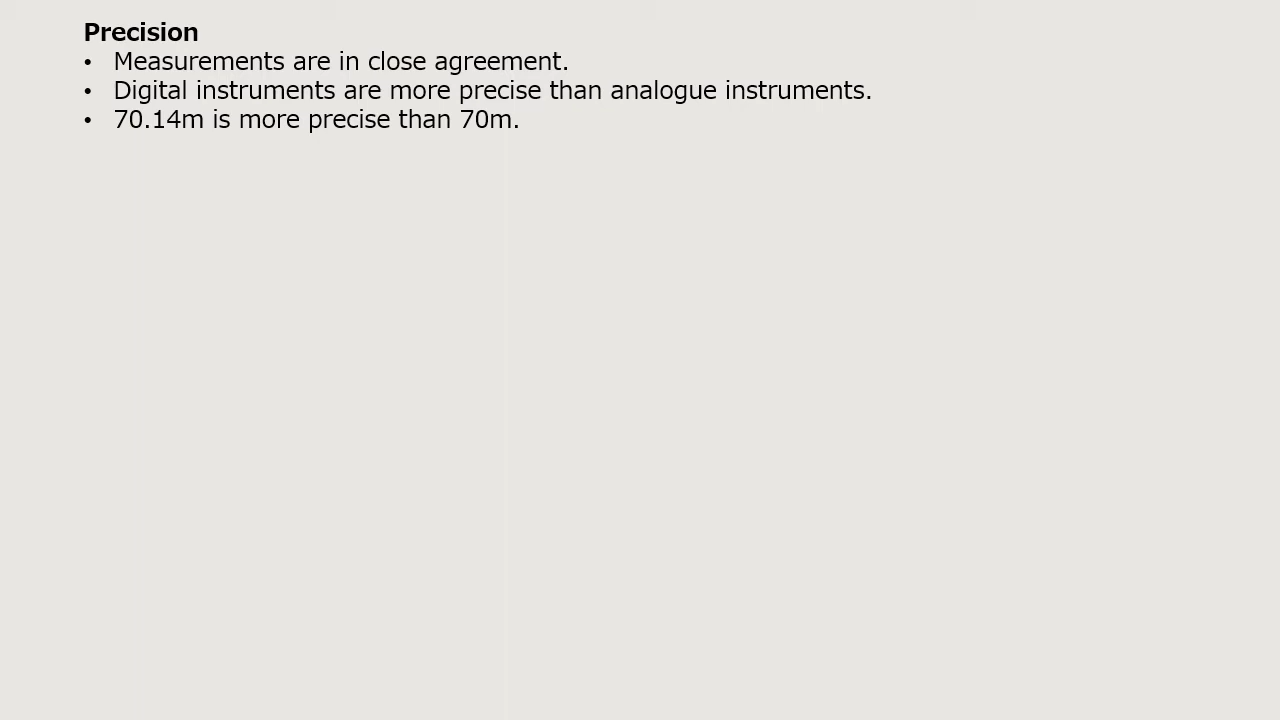 Precision
• Measurements are in close agreement.
• Digital instruments are more precise than analogue instruments.
• 70.14m is more precise than 70m.